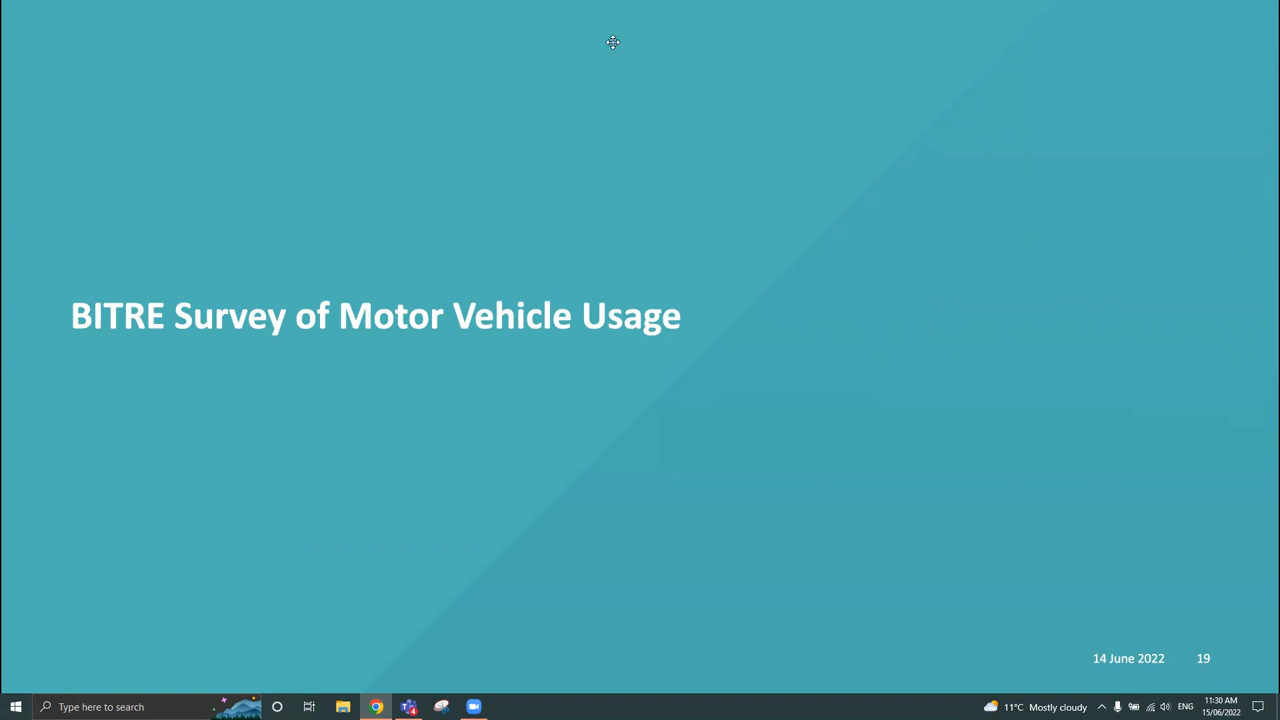 BITRE Survey of Motor Vehicle Usage
14 June 2022 19
Type here to search
4
11°C Mostly cloudy
ENG
11:30 AM
15/06/2022